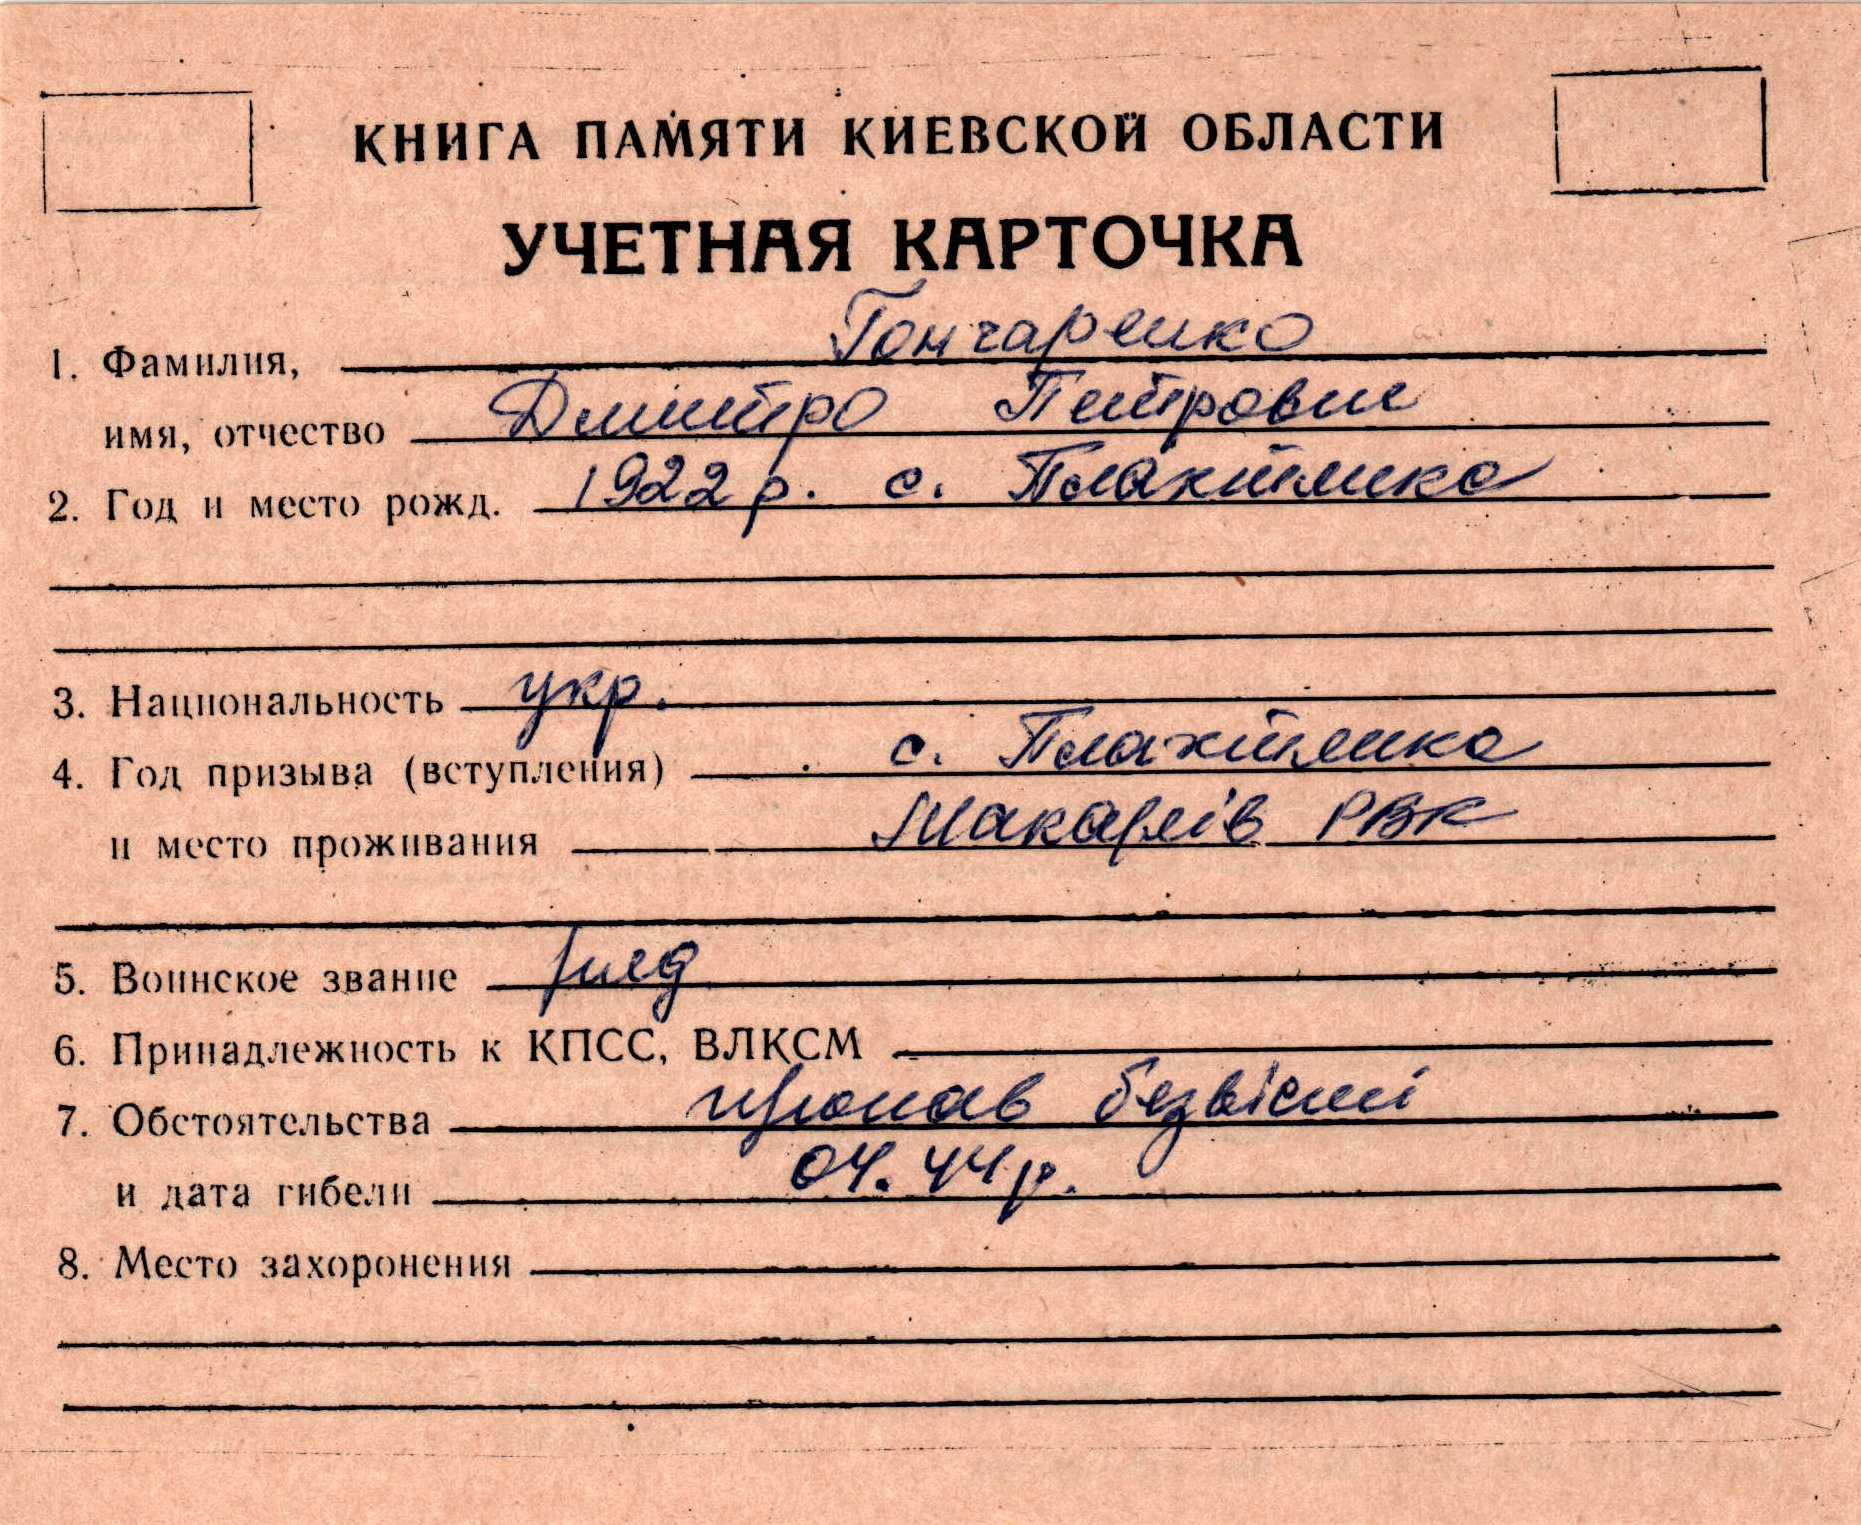 КНИГА ПАМЯТИ КИЕВСКОЙ ОБЛАСТИ
УЧЕТНАЯ КАРТОЧКА
1. Фамилия, Гончаренко
имя, отчество Дмитро Петрович
2. Год и место рожд. 1922 р. с. Плахтянка
3. Национальность укр.
4. Год призыва (вступления) с. Плахтянка
и место проживания Макарів РВК
5. Воинское звание ряд
6. Принадлежность к КПСС, ВЛКСМ
7. Обстоятельства пропав безвісті
и дата гибели 04.44р.
8. Место захоронения